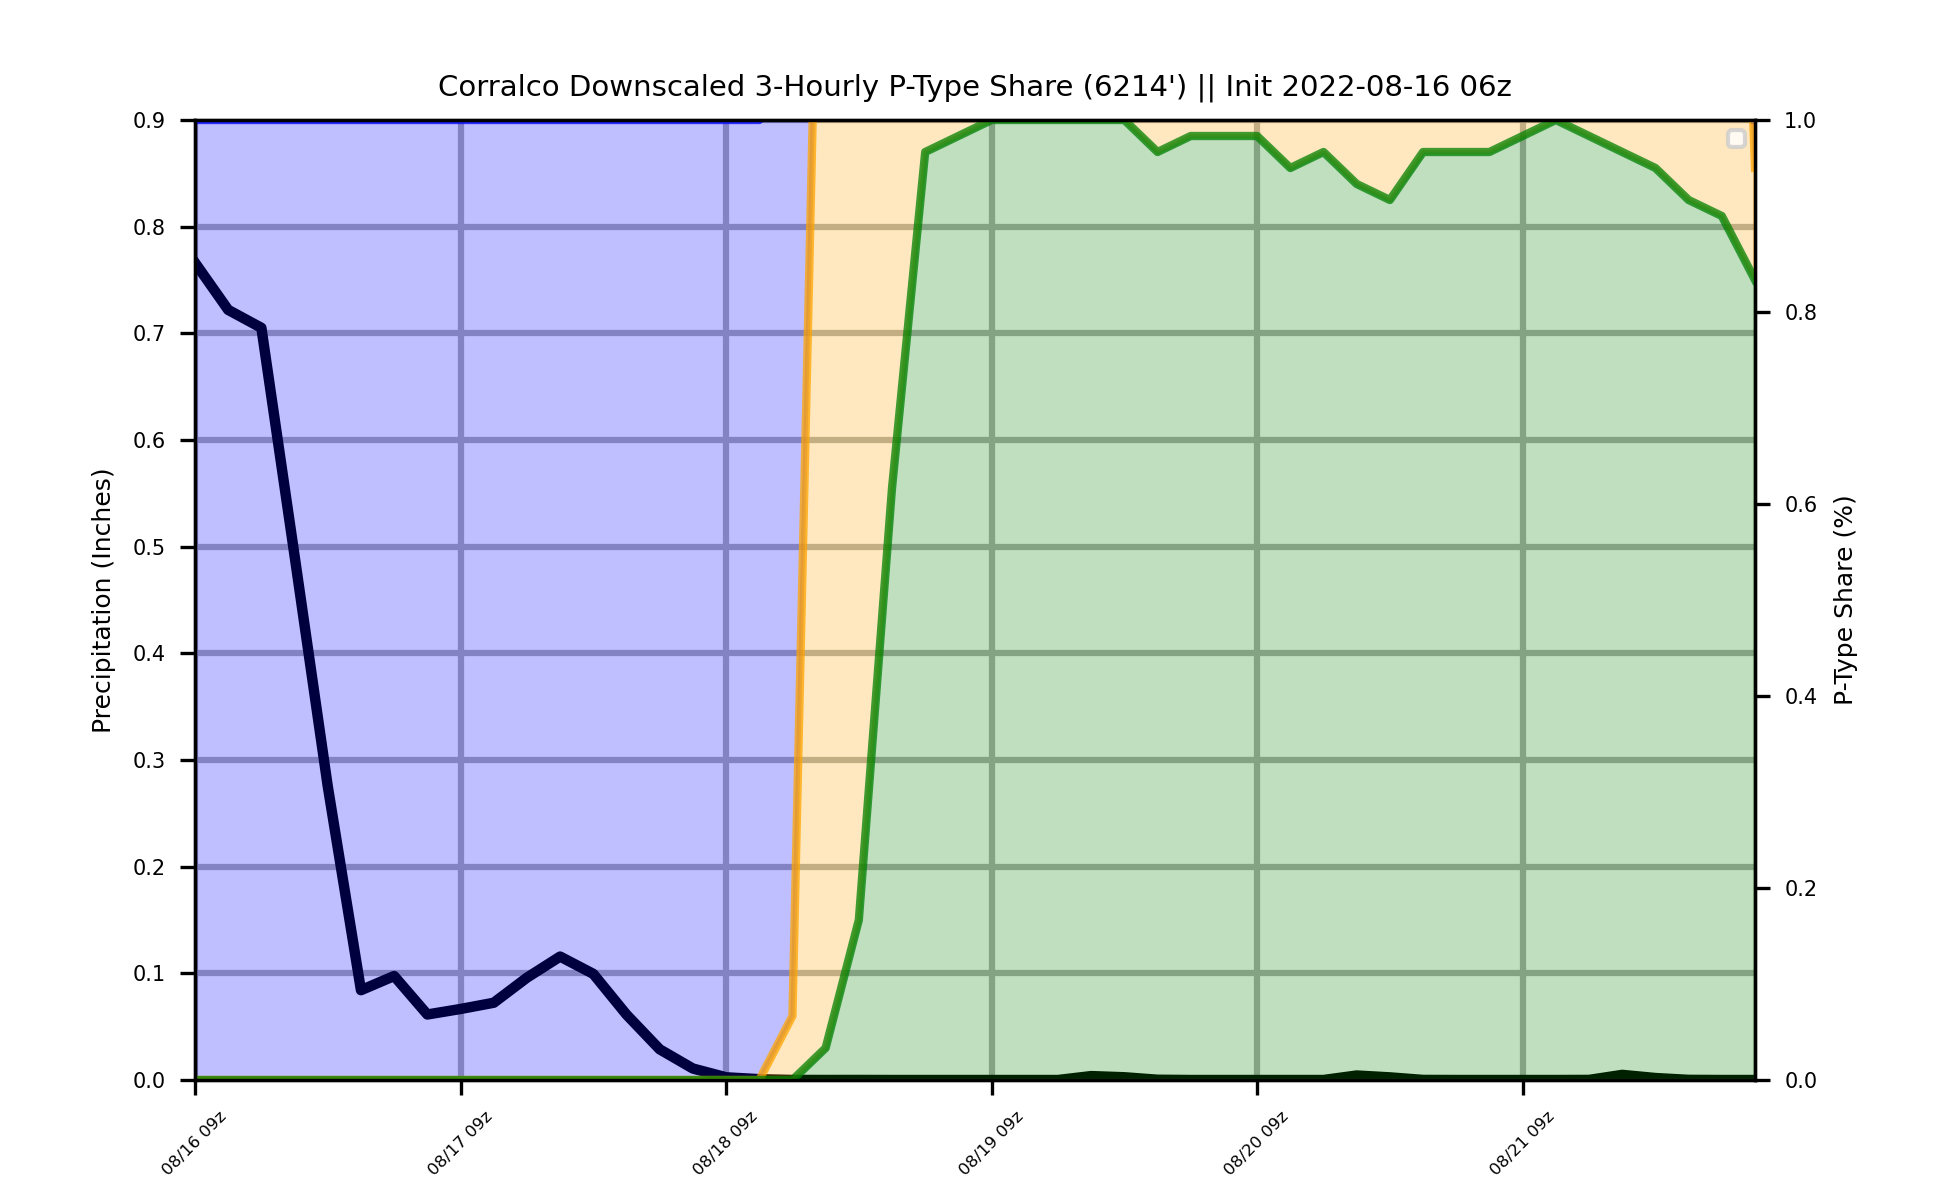 Corralco Downscaled 3-Hourly P-Type Share (6214') || Init 2022-08-16 06z
Precipitation (Inches)
0.9
0.8
0.7
0.6
0.5
0.4
0.3
0.2
0.1
0.0
1.0
0.8
0.6
0.4
0.2
0.0
P-Type Share (%)
08/16 09z
08/17 09z
08/18 09z
08/19 09z
08/20 09z
08/21 09z